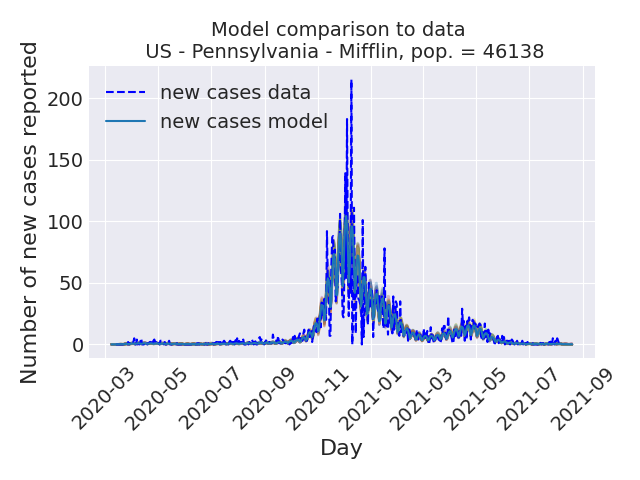 Model comparison to data
US - Pennsylvania - Mifflin, pop. = 46138
new cases data
new cases model
Number of new cases reported
200
150
100
50
0
2020-03
2020-05
2020-07
2020-09
2020-11
2021-01
2021-03
2021-05
2021-07
2021-09
Day